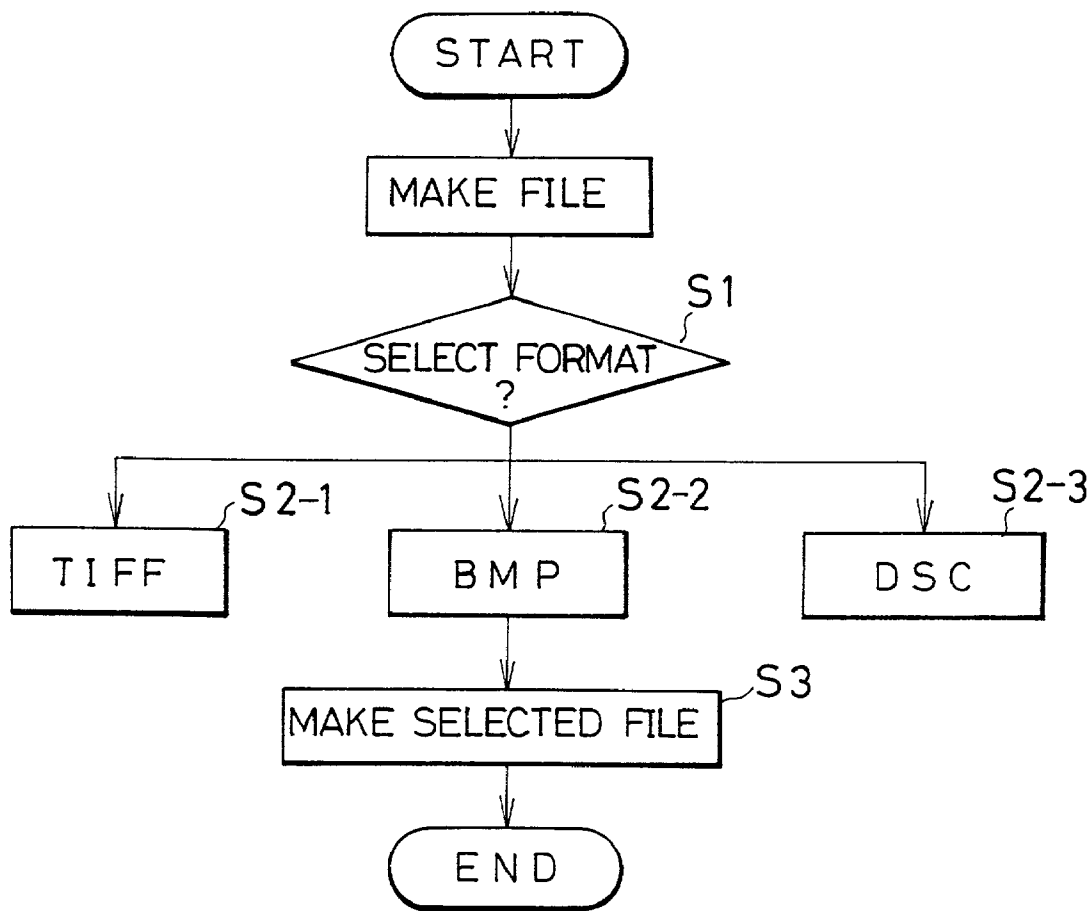 START
MAKE FILE
S1
SELECT FORMAT
?
S2-1
S2-2
S2-3
TIFF
BMP
DSC
S3
MAKE SELECTED FILE
END